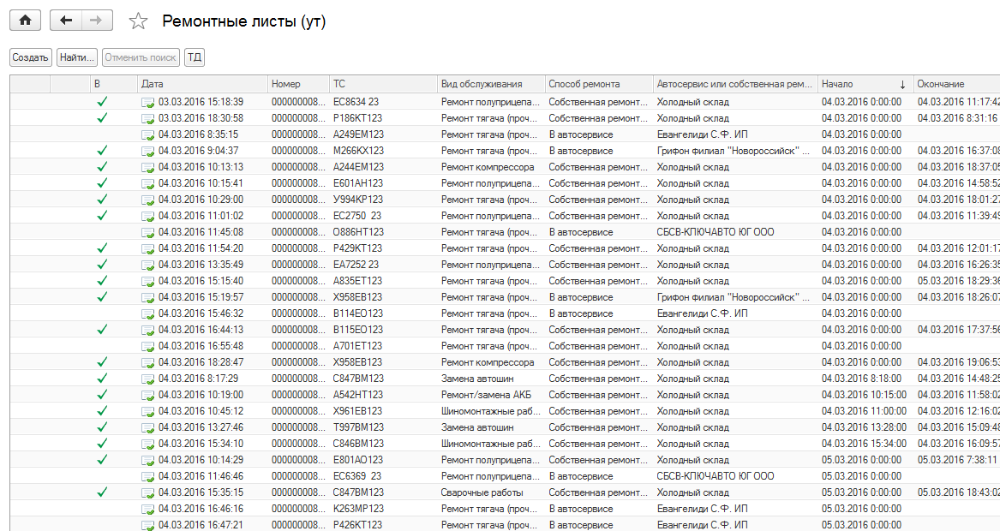 Ремонтные листы (ут)
Создать Найти... Отменить поиск ТД
В Дата Номер ТС Вид обслуживания Способ ремонта Автосервис или собственная рем... Начало ↓ Окончание
03.03.2016 15:18:39 000000008... ЕС8634 23 Ремонт полуприцепа... Собственная ремонт... Холодный склад 04.03.2016 0:00:00 04.03.2016 11:17:42
03.03.2016 18:30:58 000000008... Р186КТ123 Ремонт тягача (проч... Собственная ремонт... Холодный склад 04.03.2016 0:00:00 04.03.2016 8:31:16
04.03.2016 8:35:15 000000008... А249ЕМ123 Ремонт тягача (проч... В автосервисе Евангелиди С.Ф. ИП 04.03.2016 0:00:00
04.03.2016 9:04:37 000000008... М266КХ123 Ремонт тягача (проч... В автосервисе Грифон филиал "Новороссийск" ... 04.03.2016 0:00:00 04.03.2016 16:37:08
04.03.2016 10:13:13 000000008... А244ЕМ123 Ремонт компрессора Собственная ремонт... Холодный склад 04.03.2016 0:00:00 04.03.2016 18:37:05
04.03.2016 10:15:41 000000008... Е601АН123 Ремонт полуприцепа... Собственная ремонт... Холодный склад 04.03.2016 0:00:00 04.03.2016 14:58:52
04.03.2016 10:29:00 000000008... У994КР123 Ремонт тягача (проч... Собственная ремонт... Холодный склад 04.03.2016 0:00:00 04.03.2016 18:01:27
04.03.2016 11:01:02 000000008... ЕС2750 23 Ремонт полуприцепа... Собственная ремонт... Холодный склад 04.03.2016 0:00:00 04.03.2016 11:39:49
04.03.2016 11:45:08 000000008... О886НТ123 Ремонт тягача (проч... В автосервисе СБСВ-КЛЮЧАВТО ЮГ ООО 04.03.2016 0:00:00
04.03.2016 11:54:20 000000008... Р429КТ123 Ремонт тягача (проч... Собственная ремонт... Холодный склад 04.03.2016 0:00:00 04.03.2016 12:01:17
04.03.2016 13:35:49 000000008... ЕА7252 23 Ремонт полуприцепа... Собственная ремонт... Холодный склад 04.03.2016 0:00:00 04.03.2016 16:26:35
04.03.2016 15:15:40 000000008... А835ЕТ123 Ремонт тягача (проч... Собственная ремонт... Холодный склад 04.03.2016 0:00:00 05.03.2016 18:29:36
04.03.2016 15:19:57 000000008... Х958ЕВ123 Ремонт тягача (проч... В автосервисе Грифон филиал "Новороссийск" ... 04.03.2016 0:00:00 04.03.2016 18:26:07
04.03.2016 15:46:32 000000008... В114ЕО123 Ремонт тягача (проч... В автосервисе Евангелиди С.Ф. ИП 04.03.2016 0:00:00
04.03.2016 16:44:13 000000008... В115ЕО123 Ремонт тягача (проч... Собственная ремонт... Холодный склад 04.03.2016 0:00:00 04.03.2016 17:37:56
04.03.2016 16:55:48 000000008... А701ЕТ123 Ремонт тягача (проч... Собственная ремонт... Холодный склад 04.03.2016 0:00:00
04.03.2016 18:28:47 000000008... Х958ЕВ123 Ремонт компрессора Собственная ремонт... Холодный склад 04.03.2016 0:00:00 04.03.2016 19:06:53
04.03.2016 8:17:29 000000008... С847ВМ123 Замена автошин Собственная ремонт... Холодный склад 04.03.2016 8:18:00 04.03.2016 14:48:25
04.03.2016 10:19:00 000000008... А542НТ123 Ремонт/замена АКБ Собственная ремонт... Холодный склад 04.03.2016 10:15:00 04.03.2016 11:58:02
04.03.2016 10:45:12 000000008... Х961ЕВ123 Шиномонтажные раб... Собственная ремонт... Холодный склад 04.03.2016 11:00:00 04.03.2016 12:16:02
04.03.2016 13:27:46 000000008... Т997ВМ123 Замена автошин Собственная ремонт... Холодный склад 04.03.2016 13:28:00 04.03.2016 15:09:48
04.03.2016 15:34:10 000000008... С846ВМ123 Шиномонтажные раб... Собственная ремонт... Холодный склад 04.03.2016 15:34:00 04.03.2016 16:09:57
04.03.2016 10:14:29 000000008... Е801АО123 Ремонт полуприцепа... Собственная ремонт... Холодный склад 05.03.2016 0:00:00 05.03.2016 7:38:11
04.03.2016 11:46:46 000000008... ЕС6369 23 Ремонт полуприцепа... В автосервисе СБСВ-КЛЮЧАВТО ЮГ ООО 05.03.2016 0:00:00
04.03.2016 15:35:15 000000008... С847ВМ123 Сварочные работы Собственная ремонт... Холодный склад 05.03.2016 0:00:00 05.03.2016 18:43:02
04.03.2016 16:46:16 000000008... К263МР123 Ремонт тягача (проч... В автосервисе Евангелиди С.Ф. ИП 05.03.2016 0:00:00
04.03.2016 16:47:21 000000008... Р426КТ123 Ремонт тягача (проч... В автосервисе Евангелиди С.Ф. ИП 05.03.2016 0:00:00